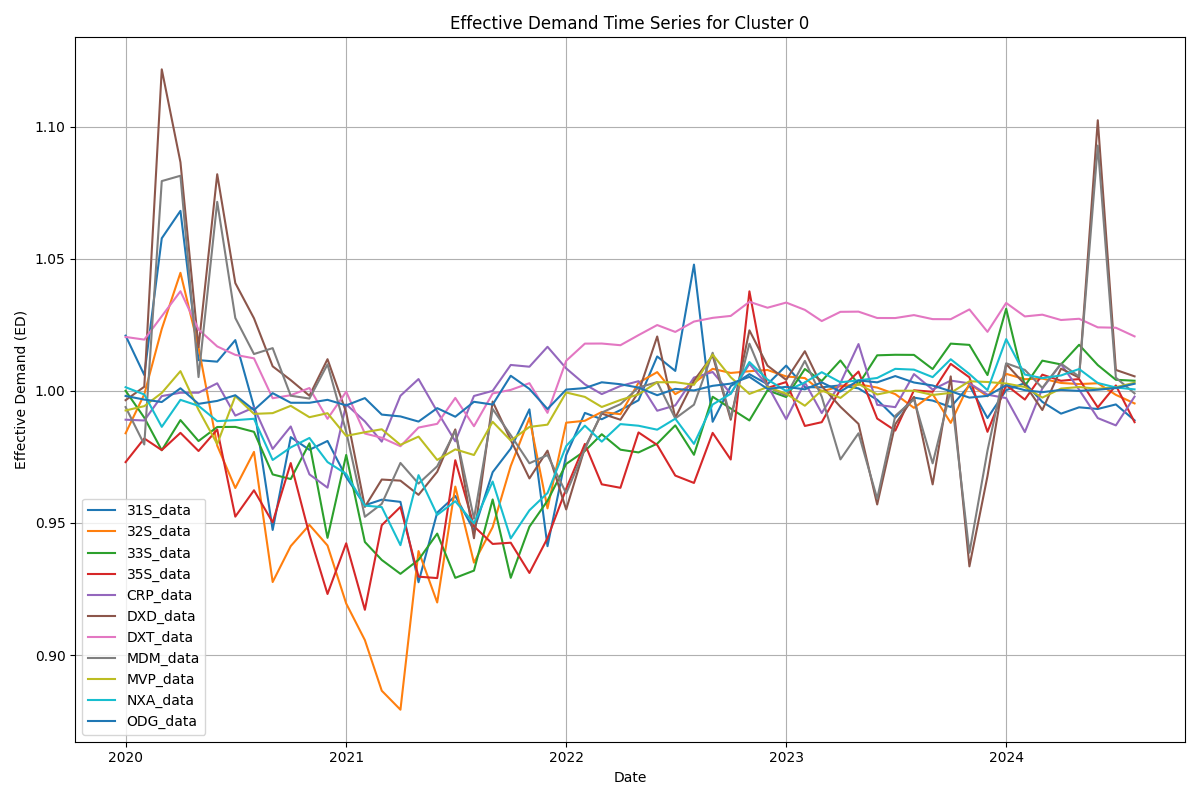 Effective Demand Time Series for Cluster 0
Effective Demand (ED)
1.10
1.05
1.00
0.95
0.90
31S_data
32S_data
33S_data
35S_data
CRP_data
DXD_data
DXT_data
MDM_data
MVP_data
NXA_data
ODG_data
2020 2021 2022 2023 2024
Date